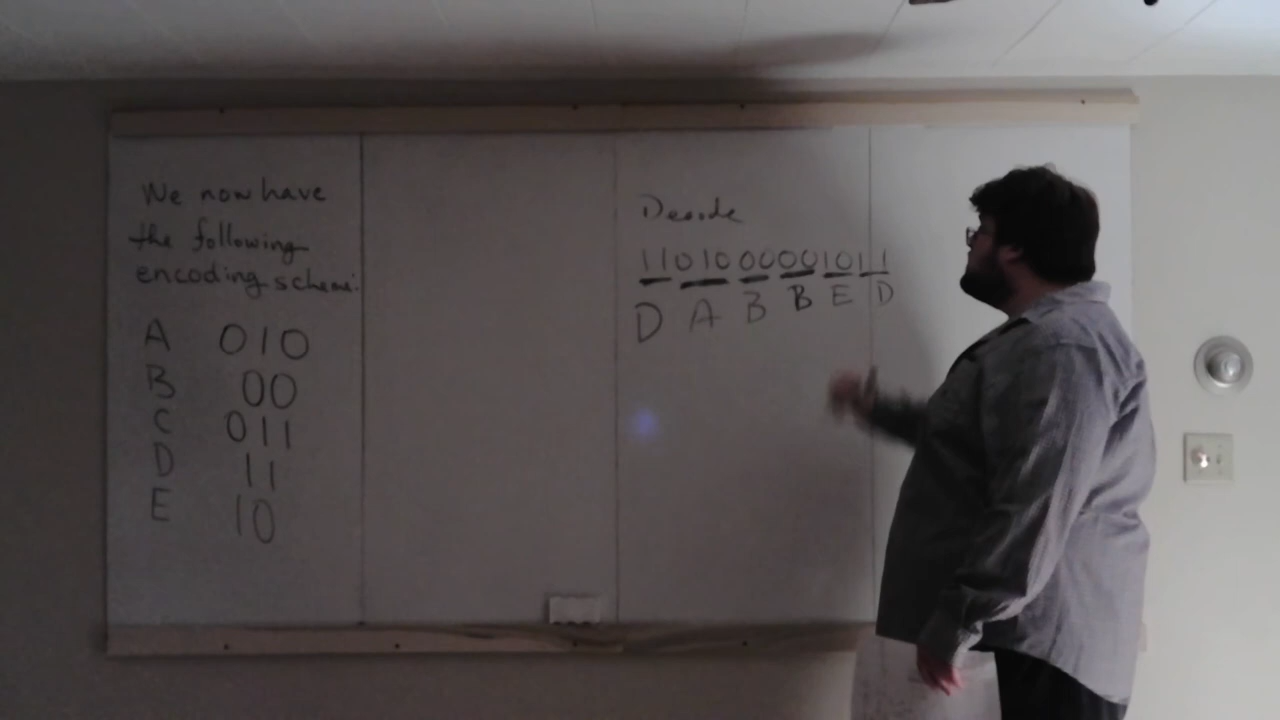 We now have
the following
encoding scheme:
A 010
B 00
C 011
D 11
E 10
Decode
1101000001011
D A B B E D